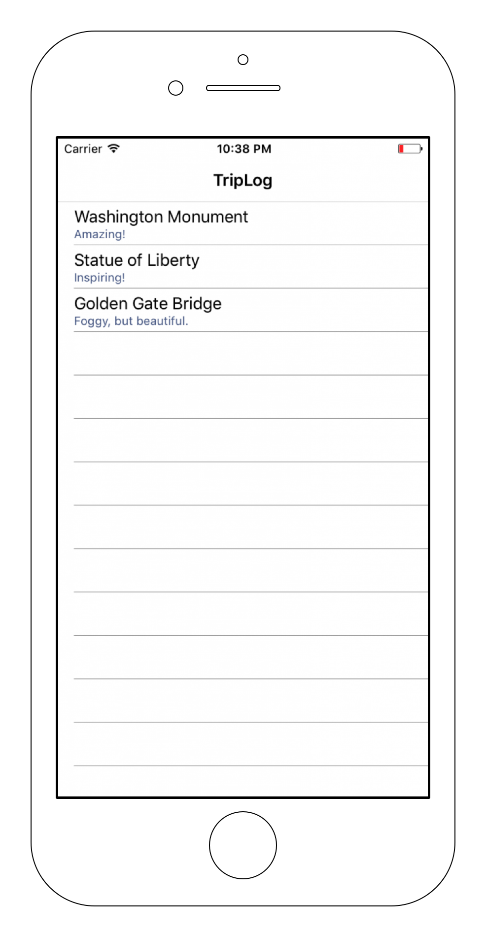 Carrier 10:38 PM
TripLog
Washington Monument
Amazing!
Statue of Liberty
Inspiring!
Golden Gate Bridge
Foggy, but beautiful.